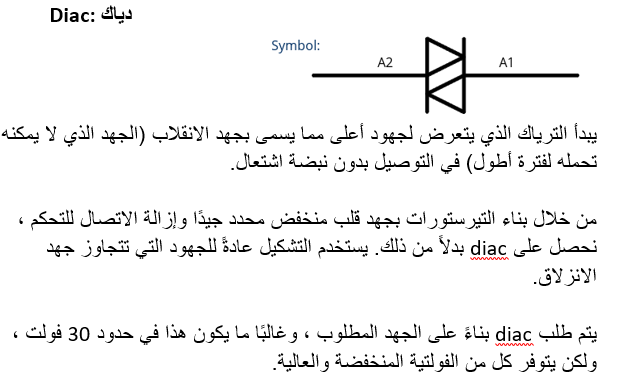 دياك :Diac
Symbol:
A2 A1
يبدأ الترياك الذي يتعرض لجهود أعلى مما يسمى بجهد الانقلاب (الجهد الذي لا يمكنه
تحمله لفترة أطول) في التوصيل بدون نبضة اشتعال.
من خلال بناء التيرستورات بجهد قلب منخفض محدد جيدًا وإزالة الاتصال للتحكم ،
نحصل على diac بدلاً من ذلك. يستخدم التشكيل عادةً للجهود التي تتجاوز جهد
الانزلاق.
يتم طلب diac بناءً على الجهد المطلوب ، وغالبًا ما يكون هذا في حدود 30 فولت ،
ولكن يتوفر كل من الفولتية المنخفضة والعالية.